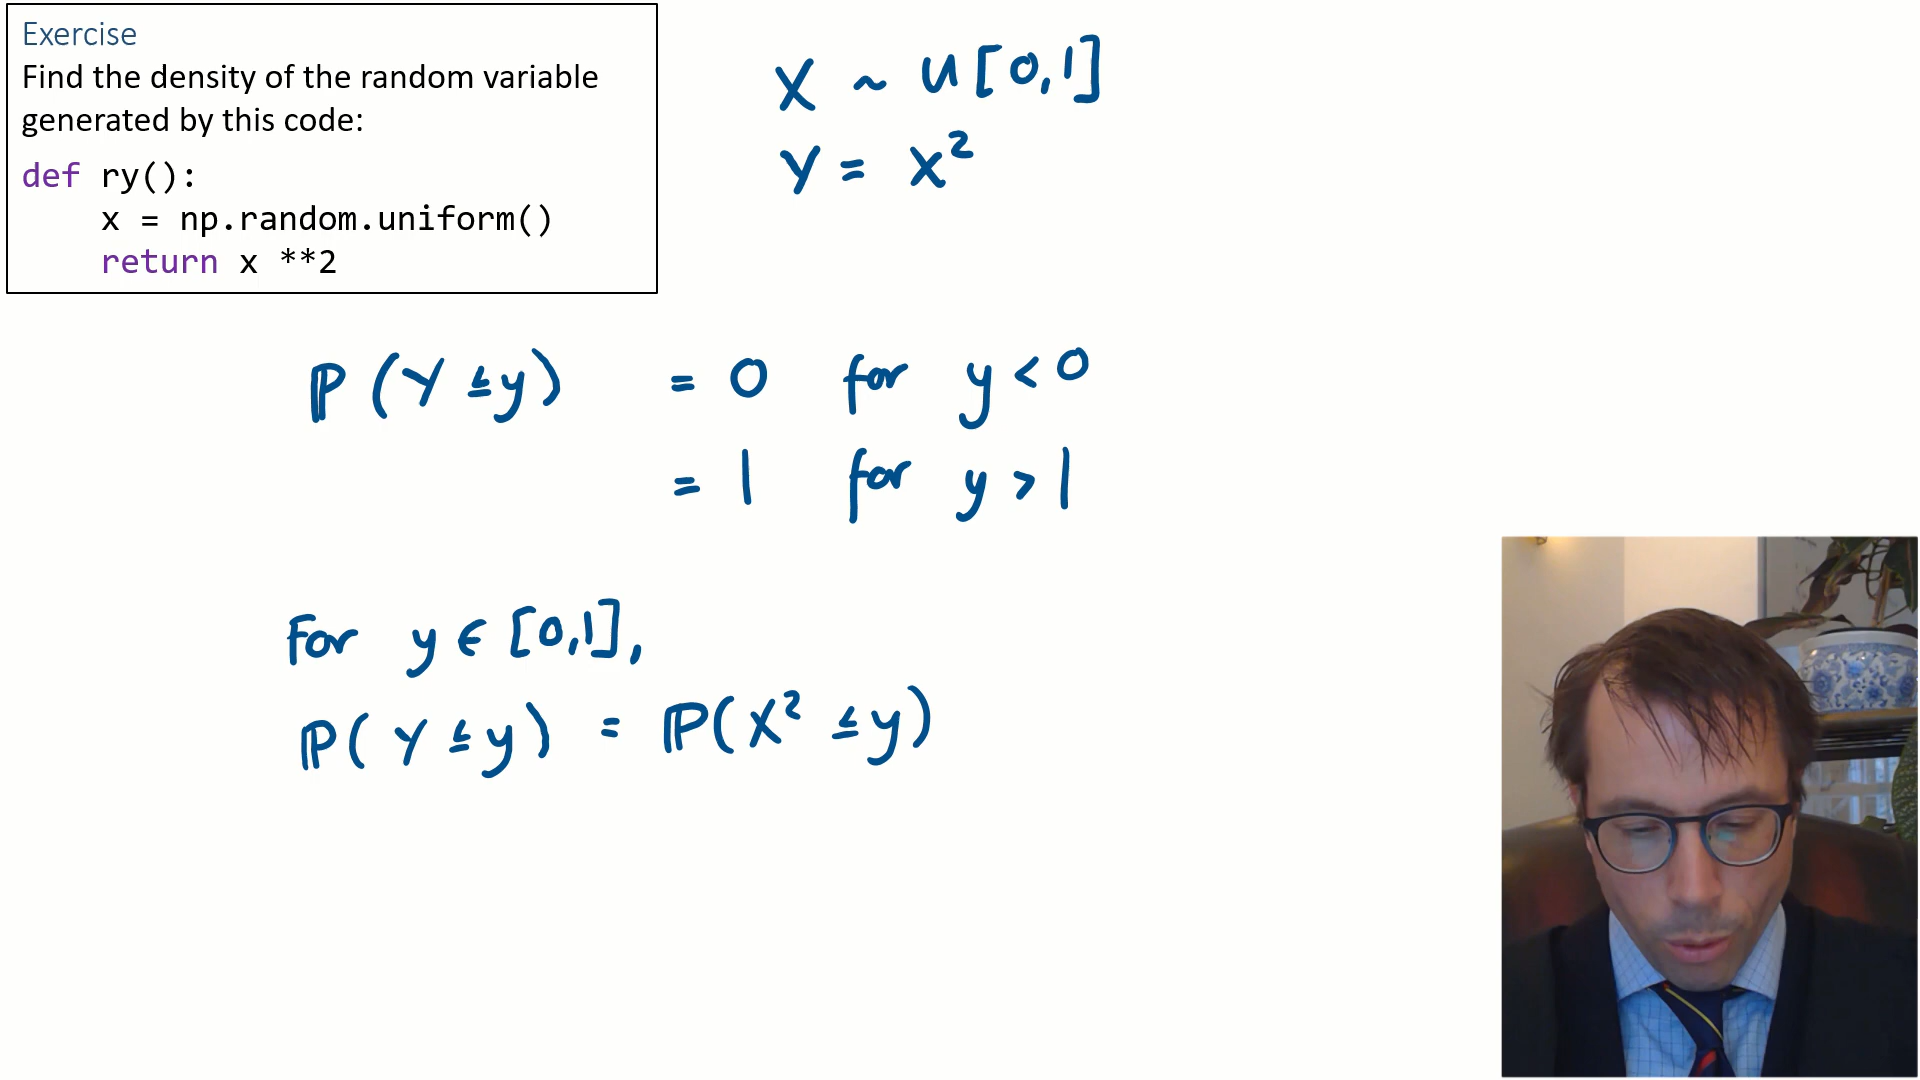 Exercise
Find the density of the random variable
generated by this code:
def ry():
    x = np.random.uniform()
    return x **2
X ~ U[0,1]
Y = X²
ℙ(Y ≤ y) = 0 for y < 0
= 1 for y > 1
For y ∈ [0,1],
ℙ(Y ≤ y) = ℙ(X² ≤ y)